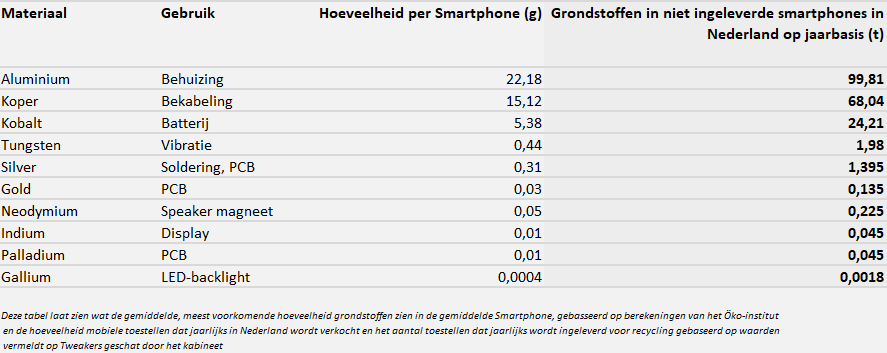 Materiaal Gebruik Hoeveelheid per Smartphone (g) Grondstoffen in niet ingeleverde smartphones in
Nederland op jaarbasis (t)
Aluminium Behuizing 22,18 99,81
Koper Bekabeling 15,12 68,04
Kobalt Batterij 5,38 24,21
Tungsten Vibratie 0,44 1,98
Silver Soldering, PCB 0,31 1,395
Gold PCB 0,03 0,135
Neodymium Speaker magneet 0,05 0,225
Indium Display 0,01 0,045
Palladium PCB 0,01 0,045
Gallium LED-backlight 0,0004 0,0018
Deze tabel laat zien wat de gemiddelde, meest voorkomende hoeveelheid grondstoffen zien in de gemiddelde Smartphone, gebasseerd op berekeningen van het Öko-institut
en de hoeveelheid mobiele toestellen dat jaarlijks in Nederland wordt verkocht en het aantal toestellen dat jaarlijks wordt ingeleverd voor recycling gebaseerd op waarden
vermeldt op Tweakers geschat door het kabineet